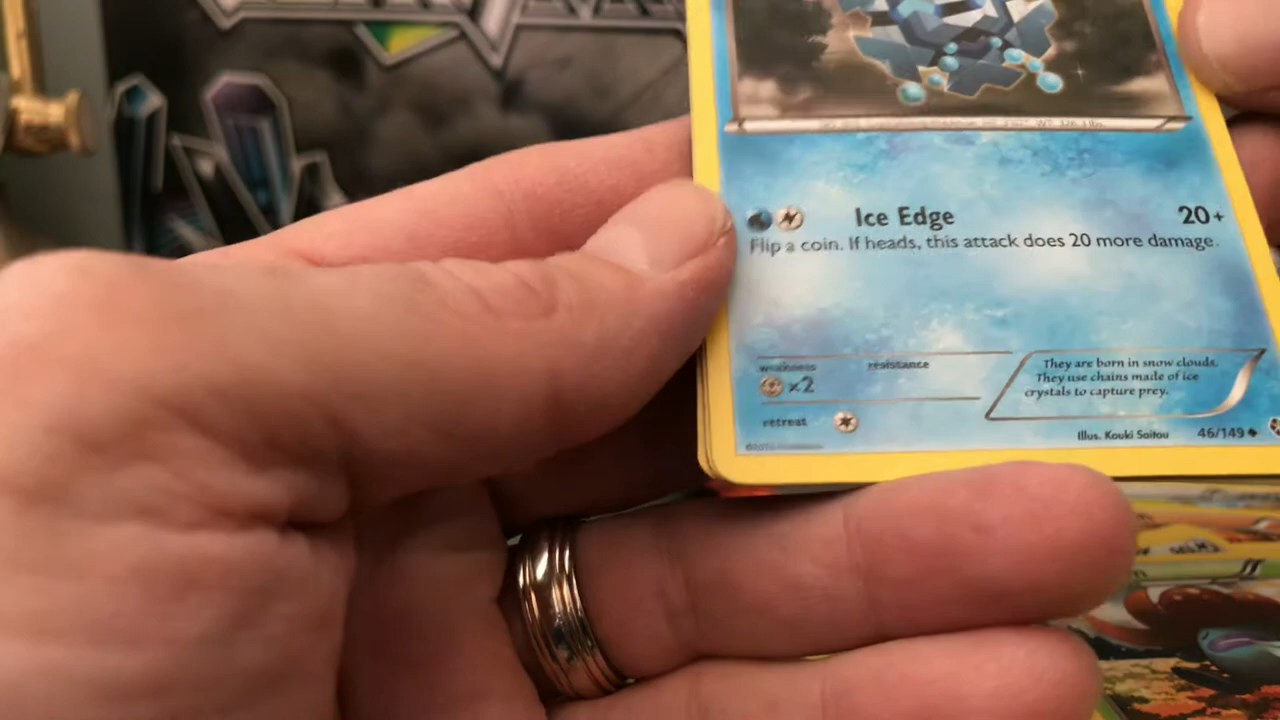 Ice Edge 20+
Flip a coin. If heads, this attack does 20 more damage.
weakness resistance
x2
retreat
They are born in snow clouds.
They use chains made of ice
crystals to capture prey.
Illus. Kouki Saitou 46/149